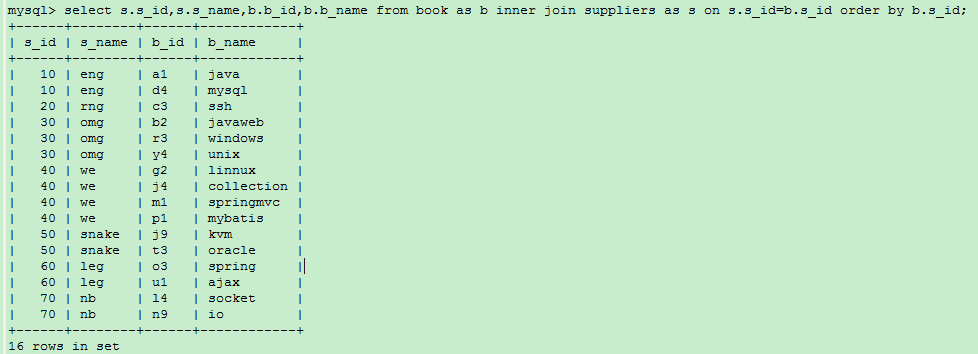 mysql> select s.s_id,s.s_name,b.b_id,b.b_name from book as b inner join suppliers as s on s.s_id=b.s_id order by b.s_id;
+------+--------+------+------------+
| s_id | s_name | b_id | b_name     |
+------+--------+------+------------+
|   10 | eng    | a1   | java       |
|   10 | eng    | d4   | mysql      |
|   20 | rng    | c3   | ssh        |
|   30 | omg    | b2   | javaweb    |
|   30 | omg    | r3   | windows    |
|   30 | omg    | y4   | unix       |
|   40 | we     | g2   | linnux     |
|   40 | we     | j4   | collection |
|   40 | we     | m1   | springmvc  |
|   40 | we     | p1   | mybatis    |
|   50 | snake  | j9   | kvm        |
|   50 | snake  | t3   | oracle     |
|   60 | leg    | o3   | spring     |
|   60 | leg    | u1   | ajax       |
|   70 | nb     | l4   | socket     |
|   70 | nb     | n9   | io         |
+------+--------+------+------------+
16 rows in set